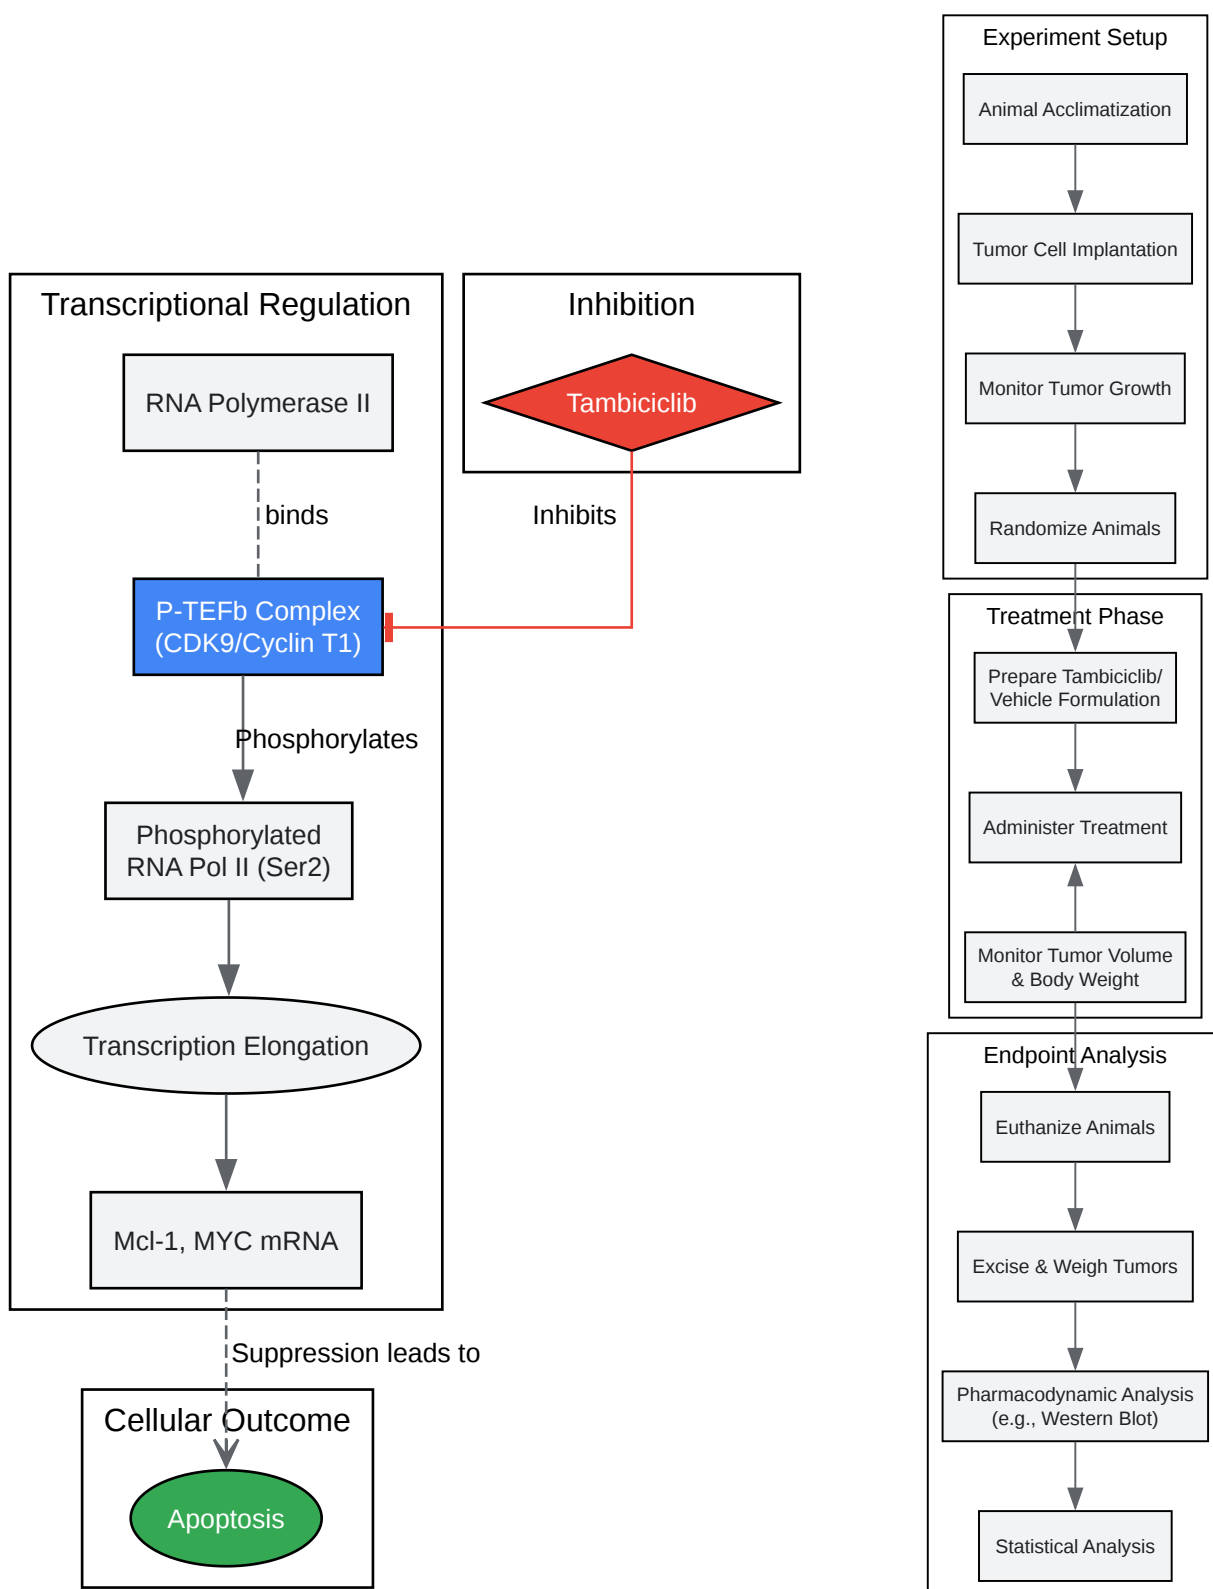 Transcriptional Regulation
RNA Polymerase II
binds
P-TEFb Complex
(CDK9/Cyclin T1)
Phosphorylates
Phosphorylated
RNA Pol II (Ser2)
Transcription Elongation
Mcl-1, MYC mRNA
Suppression leads to
Cellular Outcome
Apoptosis
Inhibition
Tambiciclib
Inhibits
Experiment Setup
Animal Acclimatization
Tumor Cell Implantation
Monitor Tumor Growth
Randomize Animals
Treatment Phase
Prepare Tambiciclib/
Vehicle Formulation
Administer Treatment
Monitor Tumor Volume
& Body Weight
Endpoint Analysis
Euthanize Animals
Excise & Weigh Tumors
Pharmacodynamic Analysis
(e.g., Western Blot)
Statistical Analysis